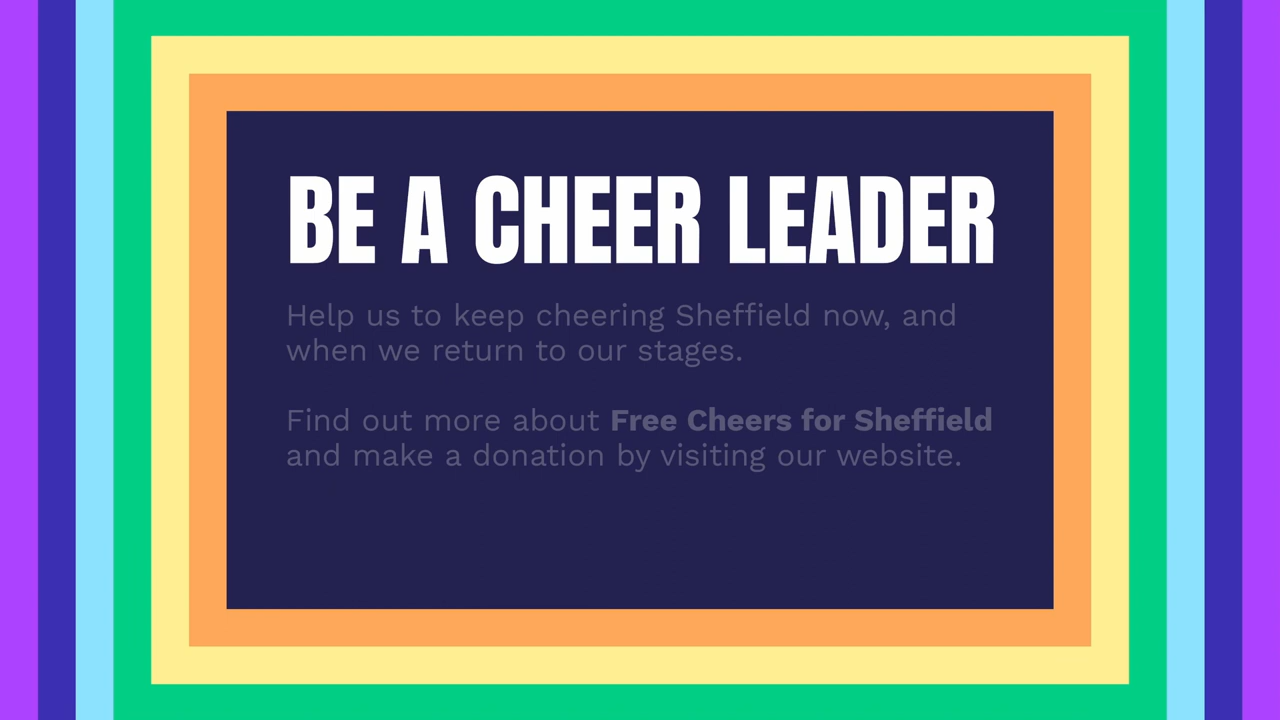 BE A CHEER LEADER
Help us to keep cheering Sheffield now, and
when we return to our stages.
Find out more about Free Cheers for Sheffield
and make a donation by visiting our website.